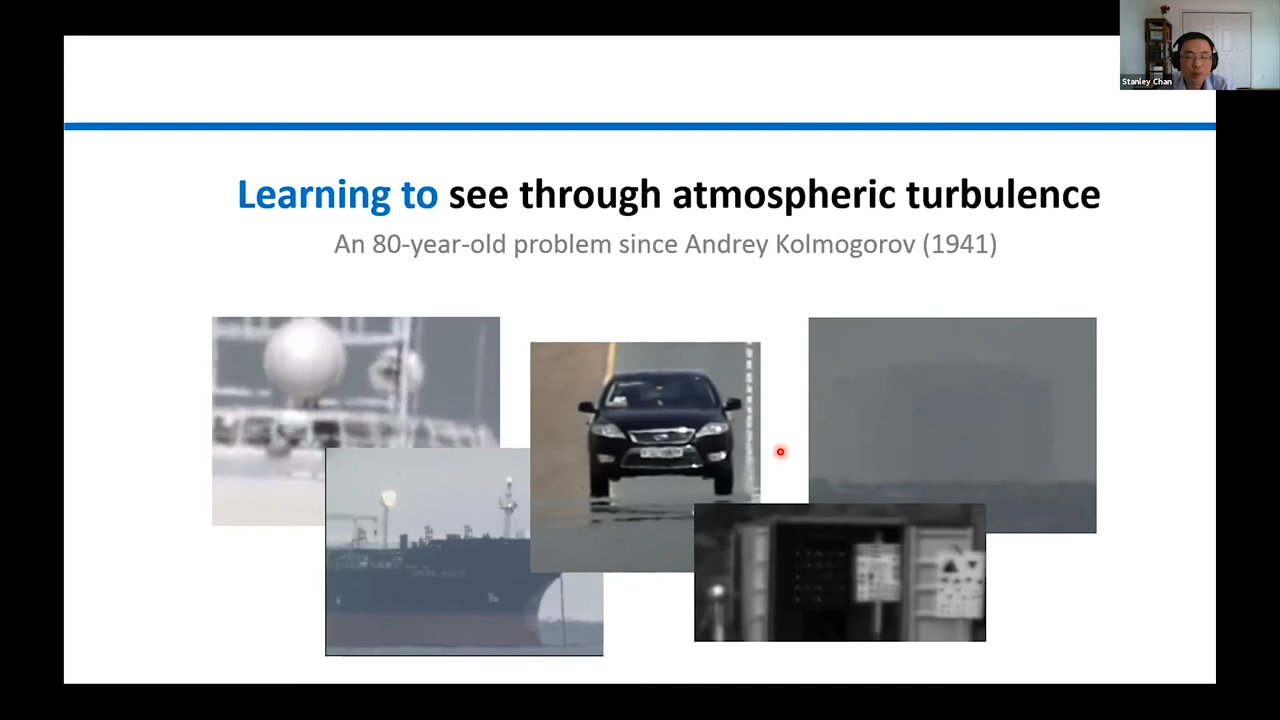 Stanley Chan
Learning to see through atmospheric turbulence
An 80-year-old problem since Andrey Kolmogorov (1941)